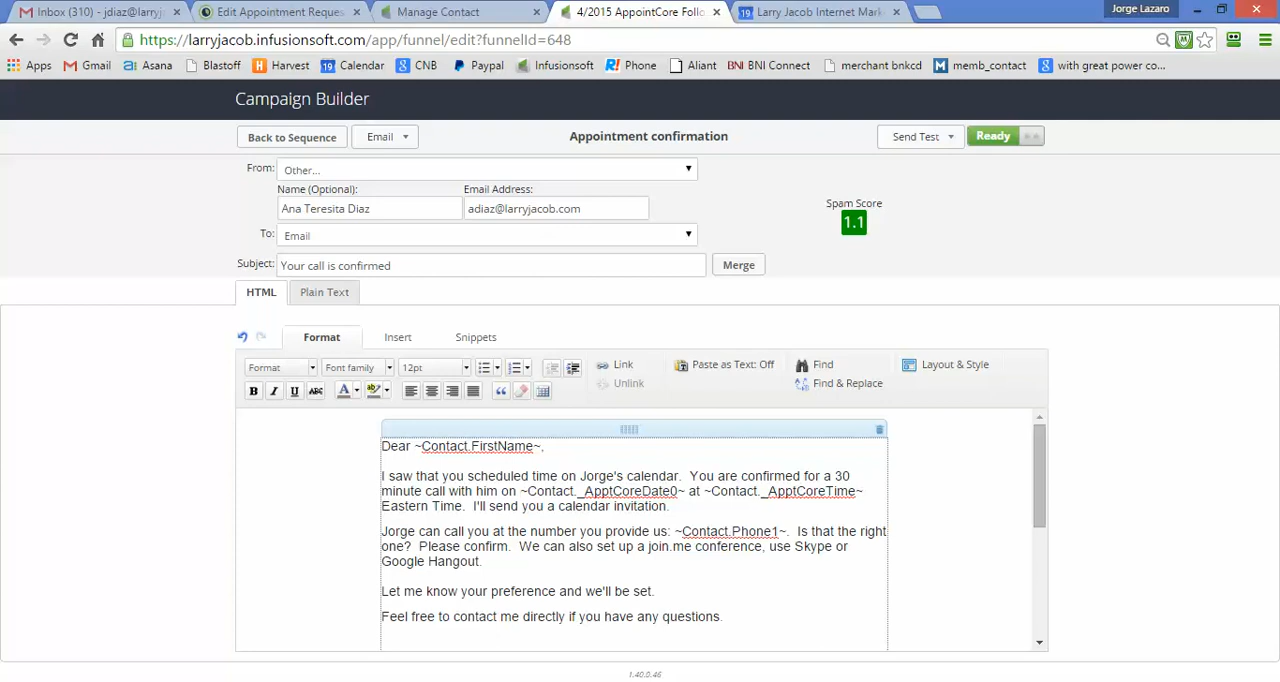 Inbox (310) - jdiaz@larryj
Edit Appointment Reques
Manage Contact
4/2015 AppointCore Follo
19 Larry Jacob Internet Mark
Jorge Lazaro
https://larryjacob.infusionsoft.com/app/funnel/edit?funnelId=648
Apps Gmail Asana Blastoff Harvest Calendar CNB Paypal Infusionsoft Phone Aliant BNI Connect merchant bnkcd memb_contact with great power co...
Campaign Builder
Back to Sequence Email Appointment confirmation Send Test Ready
From: Other...
Name (Optional): Email Address:
Ana Teresita Diaz adiaz@larryjacob.com
Spam Score
1.1
To: Email
Subject: Your call is confirmed Merge
HTML Plain Text
Format Insert Snippets
Format Font family 12pt Link Paste as Text: Off Find Layout & Style
B I U ABC A ab Unlink Find & Replace
Dear ~Contact.FirstName~,
I saw that you scheduled time on Jorge's calendar. You are confirmed for a 30
minute call with him on ~Contact._ApptCoreDate0~ at ~Contact._ApptCoreTime~
Eastern Time. I'll send you a calendar invitation.
Jorge can call you at the number you provide us: ~Contact.Phone1~. Is that the right
one? Please confirm. We can also set up a join.me conference, use Skype or
Google Hangout.
Let me know your preference and we'll be set.
Feel free to contact me directly if you have any questions.
1.40.0.46